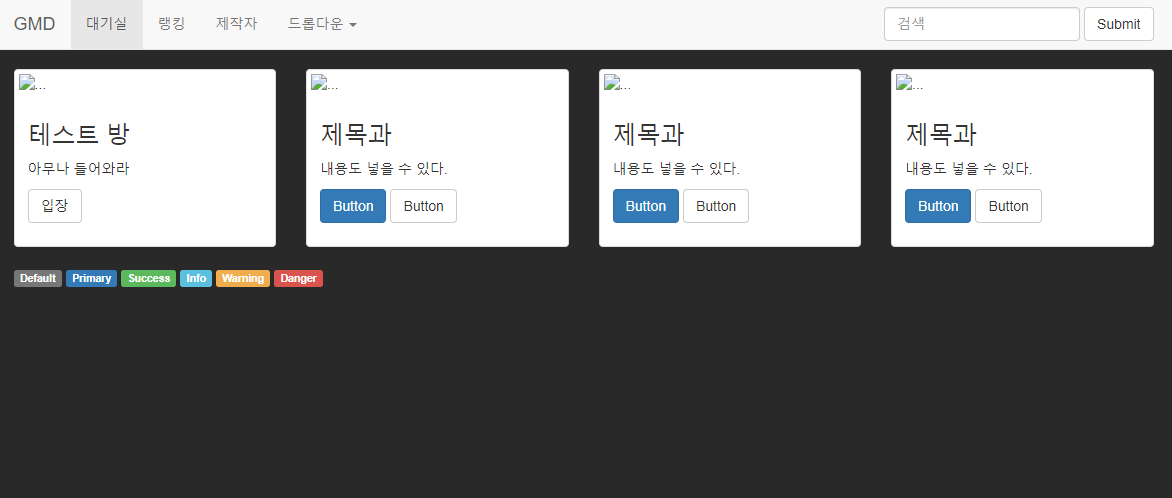 GMD 대기실 랭킹 제작자 드롭다운 검색 Submit
... ... ... ...
테스트 방 제목과 제목과 제목과
아무나 들어와라 내용도 넣을 수 있다. 내용도 넣을 수 있다. 내용도 넣을 수 있다.
입장 Button Button Button Button Button Button
Default Primary Success Info Warning Danger